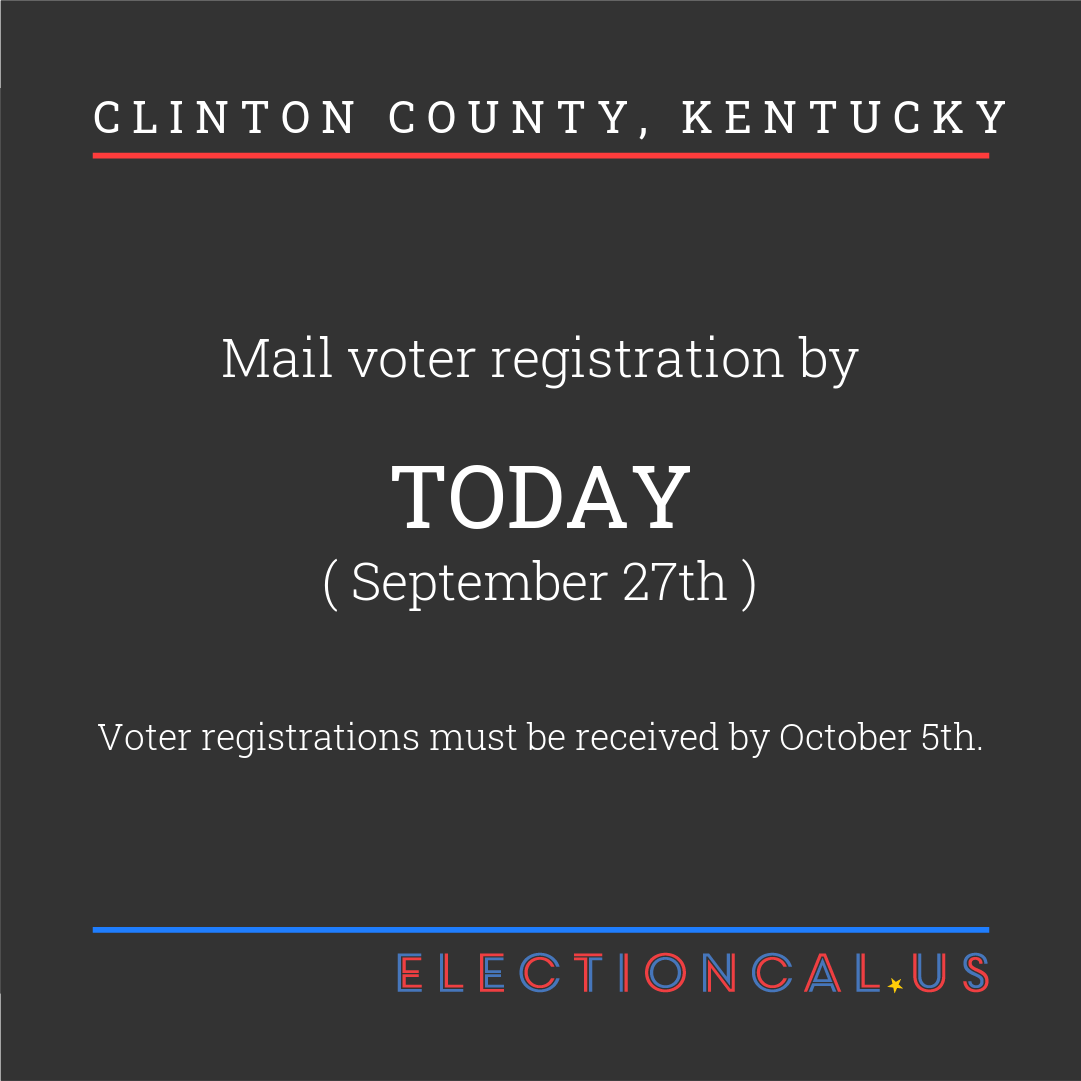 CLINTON COUNTY, KENTUCKY
Mail voter registration by
TODAY
( September 27th )
Voter registrations must be received by October 5th.
ELECTIONCAL.US